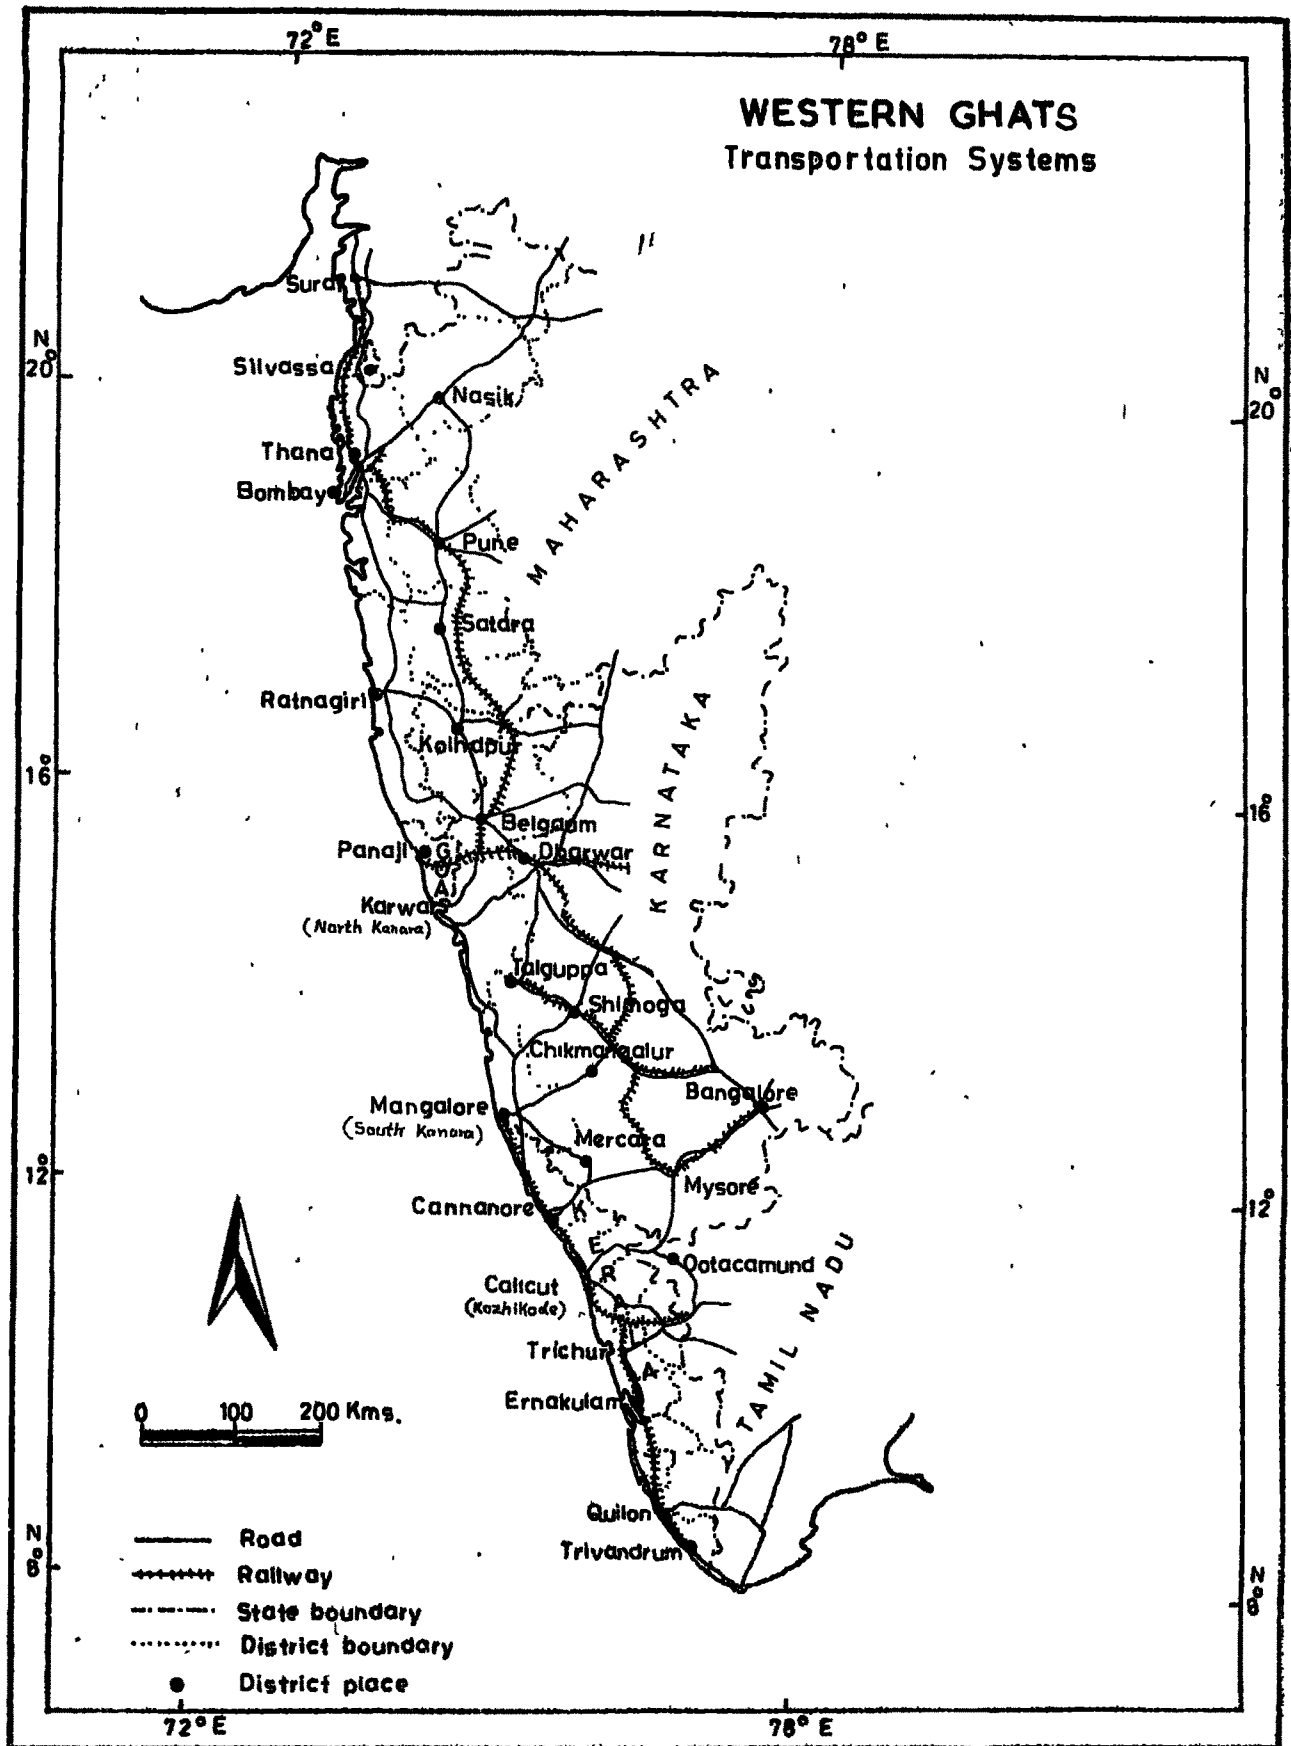 72° E
78° E
WESTERN GHATS
Transportation Systems
Surat
N
20°
Silvassa
Nasik
N
20°
Thana
Bombay
MAHARASHTRA
Pune
Satara
Ratnagiri
Kolhapur
KARNATAKA
16°
16°
Belgaum
Panaji
GOA
Dharwar
Karwar
(North Kanara)
Talguppa
Shimoga
Chikmangalur
Bangalore
Mangalore
(South Kanara)
Mercara
12°
Mysore
12°
Cannanore
KERALA
Ootacamund
Calicut
(Kozhikode)
TAMIL NADU
Trichur
Ernakulam
0 100 200 Kms.
Quilon
Trivandrum
N
8°
N
8°
Road
Railway
State boundary
District boundary
District place
72° E
78° E